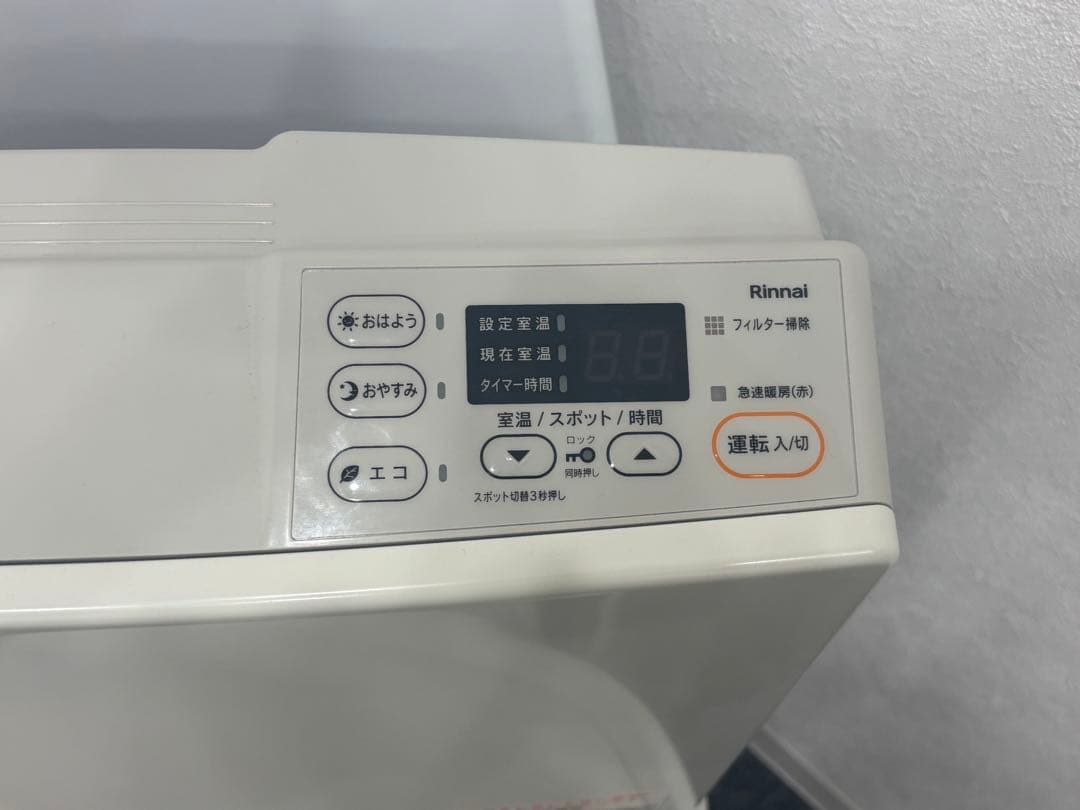 Rinnai
おはよう
設定室温
フィルター掃除
現在室温
おやすみ
タイマー時間
急速暖房(赤)
室温/スポット/時間
運転 入/切
ロック
同時押し
エコ
スポット切替3秒押し